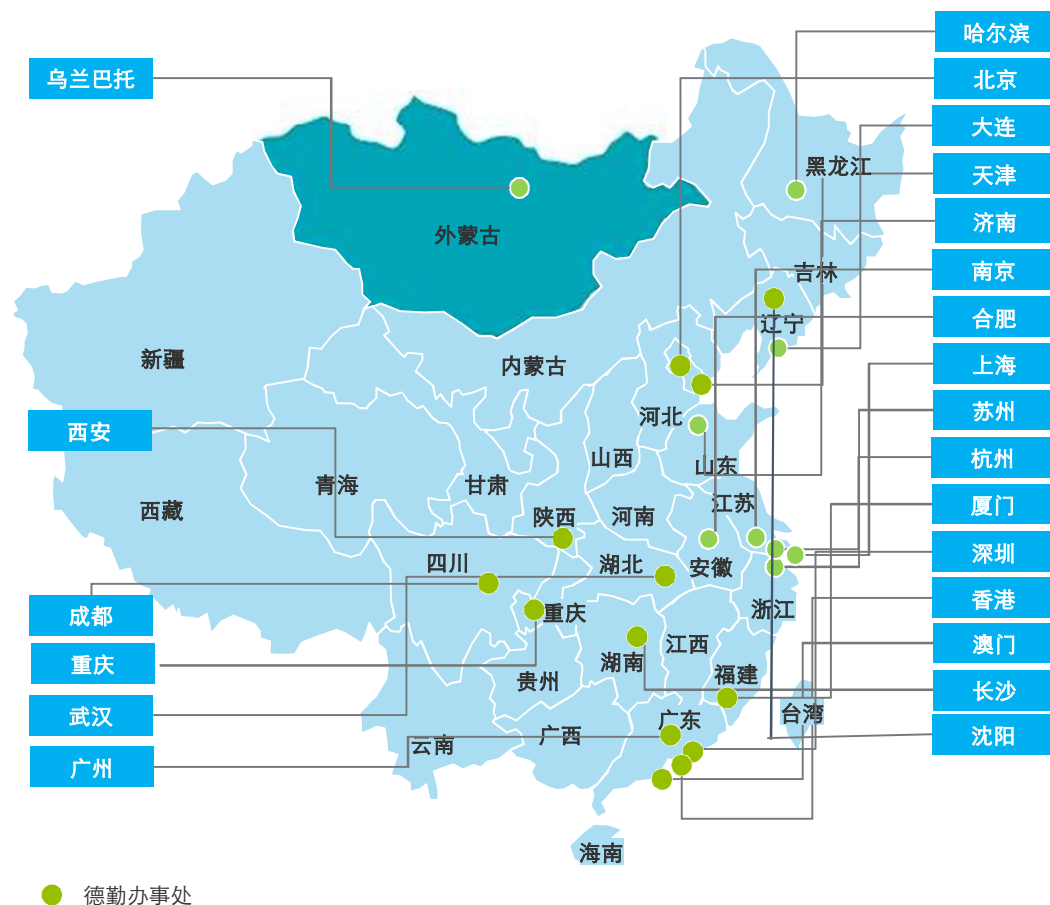 哈尔滨
乌兰巴托
北京
大连
黑龙江
天津
济南
外蒙古
南京
吉林
合肥
辽宁
新疆
内蒙古
上海
苏州
河北
西安
山西
杭州
山东
青海
甘肃
江苏
厦门
西藏
陕西
河南
深圳
四川
湖北
安徽
香港
成都
重庆
浙江
澳门
江西
重庆
湖南
福建
贵州
长沙
武汉
广东
台湾
沈阳
广西
云南
广州
海南
德勤办事处